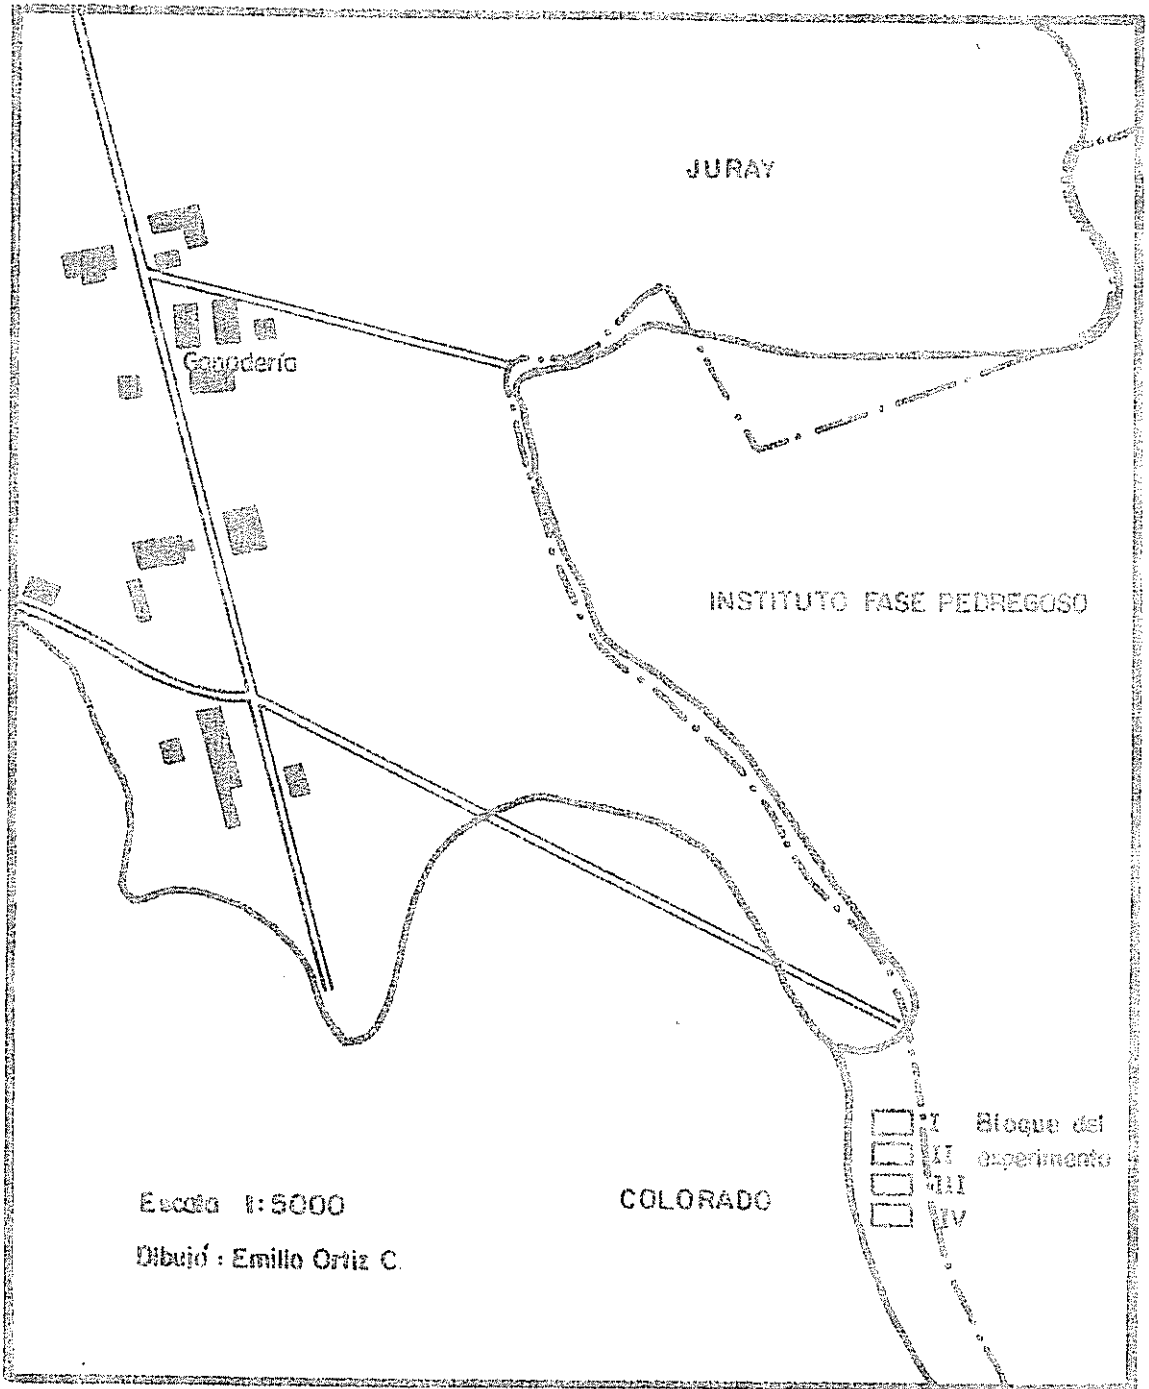 JURAY
Ganadería
INSTITUTO FASE PEDREGOSO
I Bloque del
II experimento
III
IV
COLORADO
Escala 1:5000
Dibujó: Emilio Ortiz C.